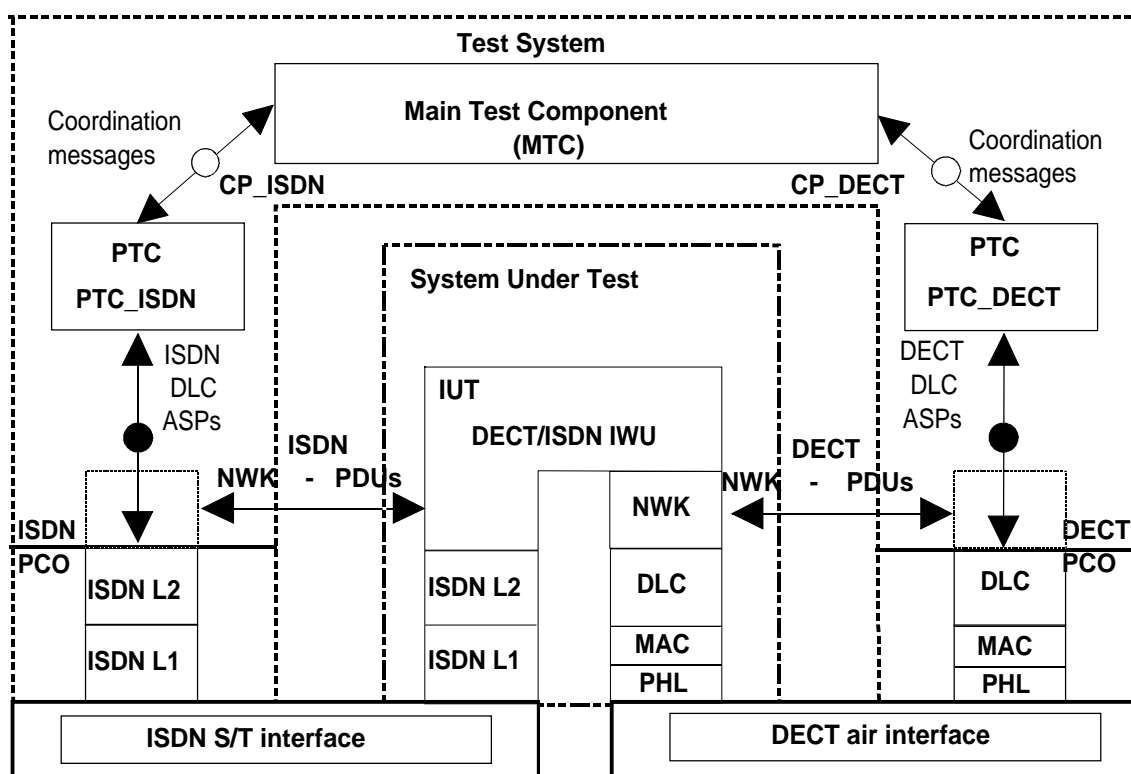 Test System
Main Test Component
(MTC)
Coordination
messages
Coordination
messages
CP_ISDN
CP_DECT
PTC
PTC_ISDN
PTC
PTC_DECT
System Under Test
ISDN
DLC
ASPs
DECT
DLC
ASPs
IUT
DECT/ISDN IWU
ISDN
NWK - PDUs
DECT
NWK - PDUs
NWK
ISDN
PCO
DECT
PCO
ISDN L2
ISDN L1
ISDN L2
ISDN L1
DLC
MAC
PHL
DLC
MAC
PHL
ISDN S/T interface
DECT air interface